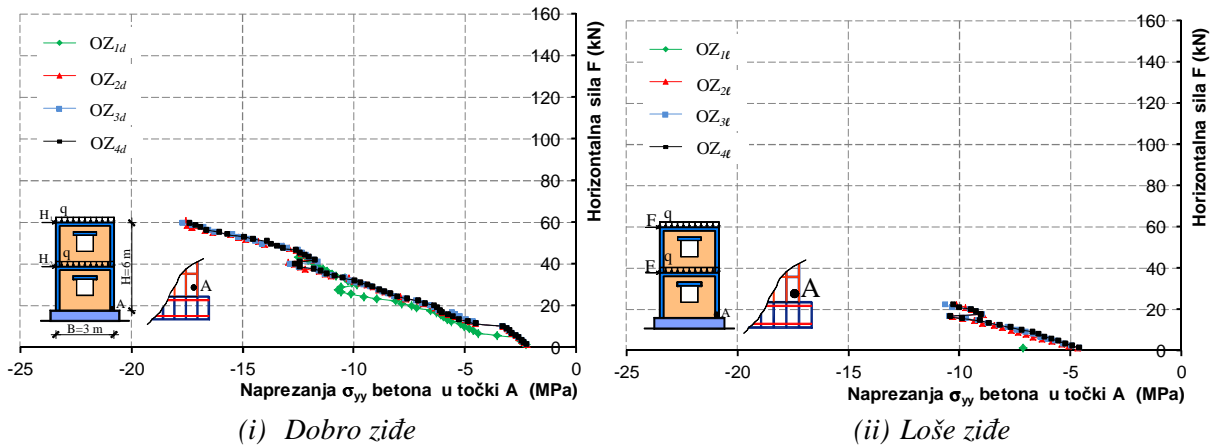 OZ1d
OZ2d
OZ3d
OZ4d
160
140
120
100
80
60
40
20
0
Horizontalna sila F (kN)
-25
-20
-15
-10
-5
0
Naprezanja σyy betona u točki A (MPa)
H
q
H
q
H=6 m
A
B=3 m
A
(i) Dobro ziđe
OZ1ℓ
OZ2ℓ
OZ3ℓ
OZ4ℓ
160
140
120
100
80
60
40
20
0
Horizontalna sila F (kN)
-25
-20
-15
-10
-5
0
Naprezanja σyy betona u točki A (MPa)
F
q
F
q
A
A
(ii) Loše ziđe